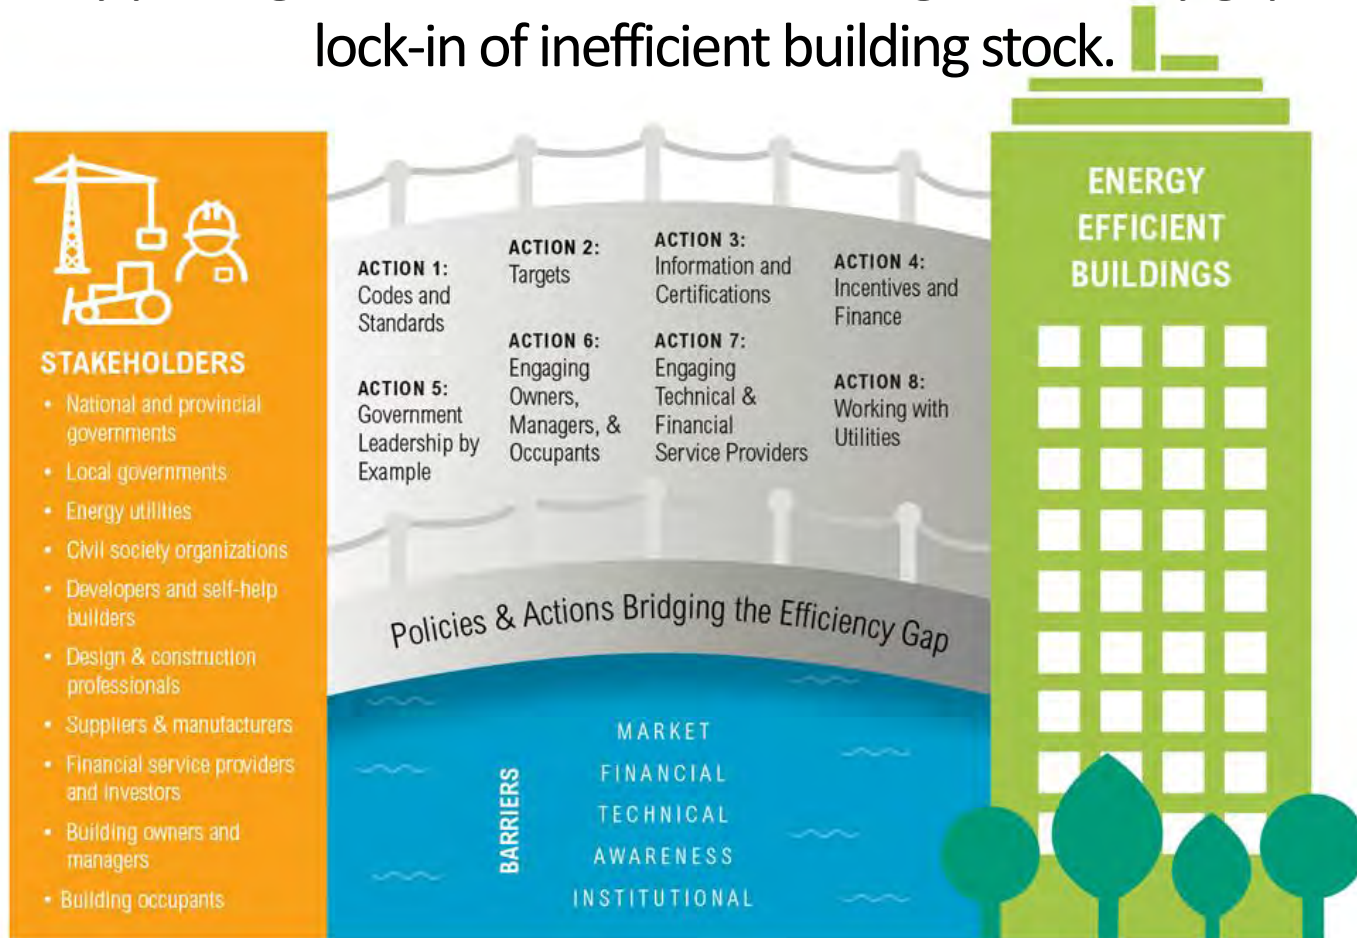 lock-in of inefficient building stock.
STAKEHOLDERS
• National and provincial
governments
• Local governments
• Energy utilities
• Civil society organizations
• Developers and self-help
builders
• Design & construction
professionals
• Suppliers & manufacturers
• Financial service providers
and investors
• Building owners and
managers
• Building occupants
ACTION 1:
Codes and
Standards
ACTION 2:
Targets
ACTION 3:
Information and
Certifications
ACTION 4:
Incentives and
Finance
ACTION 5:
Government
Leadership by
Example
ACTION 6:
Engaging
Owners,
Managers, &
Occupants
ACTION 7:
Engaging
Technical &
Financial
Service Providers
ACTION 8:
Working with
Utilities
Policies & Actions Bridging the Efficiency Gap
BARRIERS
MARKET
FINANCIAL
TECHNICAL
AWARENESS
INSTITUTIONAL
ENERGY
EFFICIENT
BUILDINGS